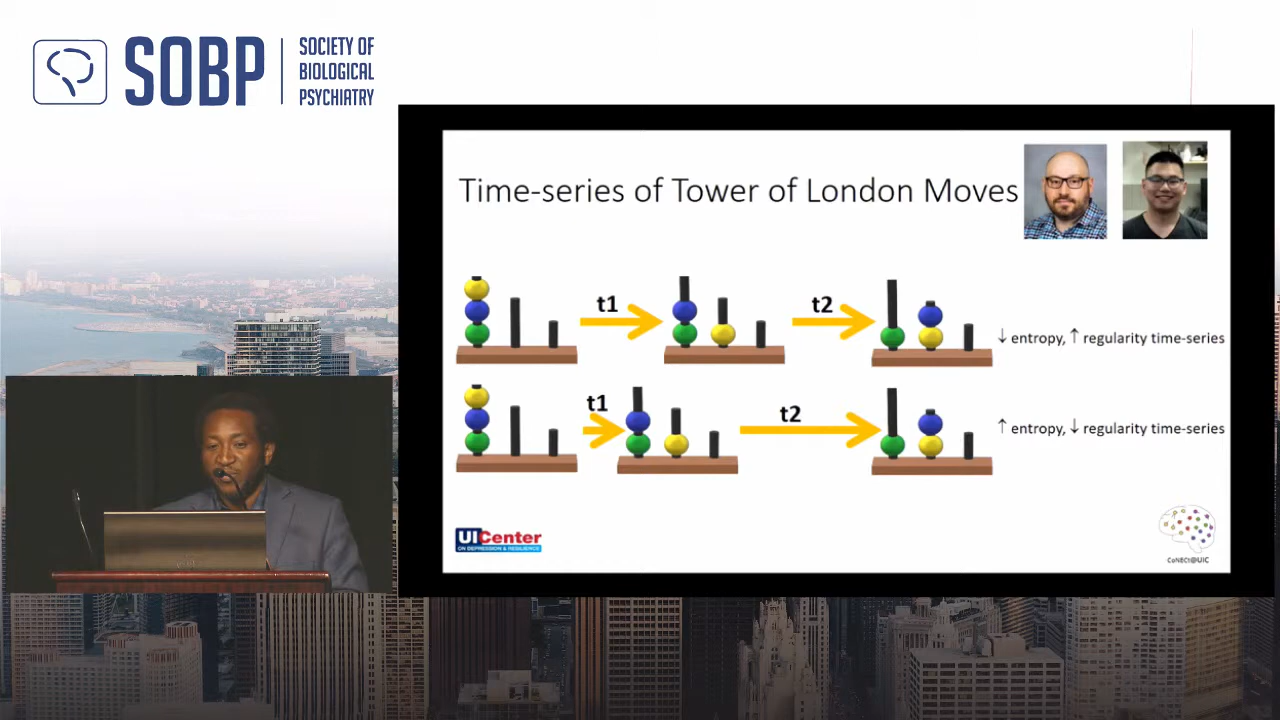 SOBP
SOCIETY OF
BIOLOGICAL
PSYCHIATRY
Time-series of Tower of London Moves
t1
t2
↓ entropy, ↑ regularity time-series
t1
t2
↑ entropy, ↓ regularity time-series
UICenter
ON DEPRESSION & RESILIENCE
CoNECt@UIC